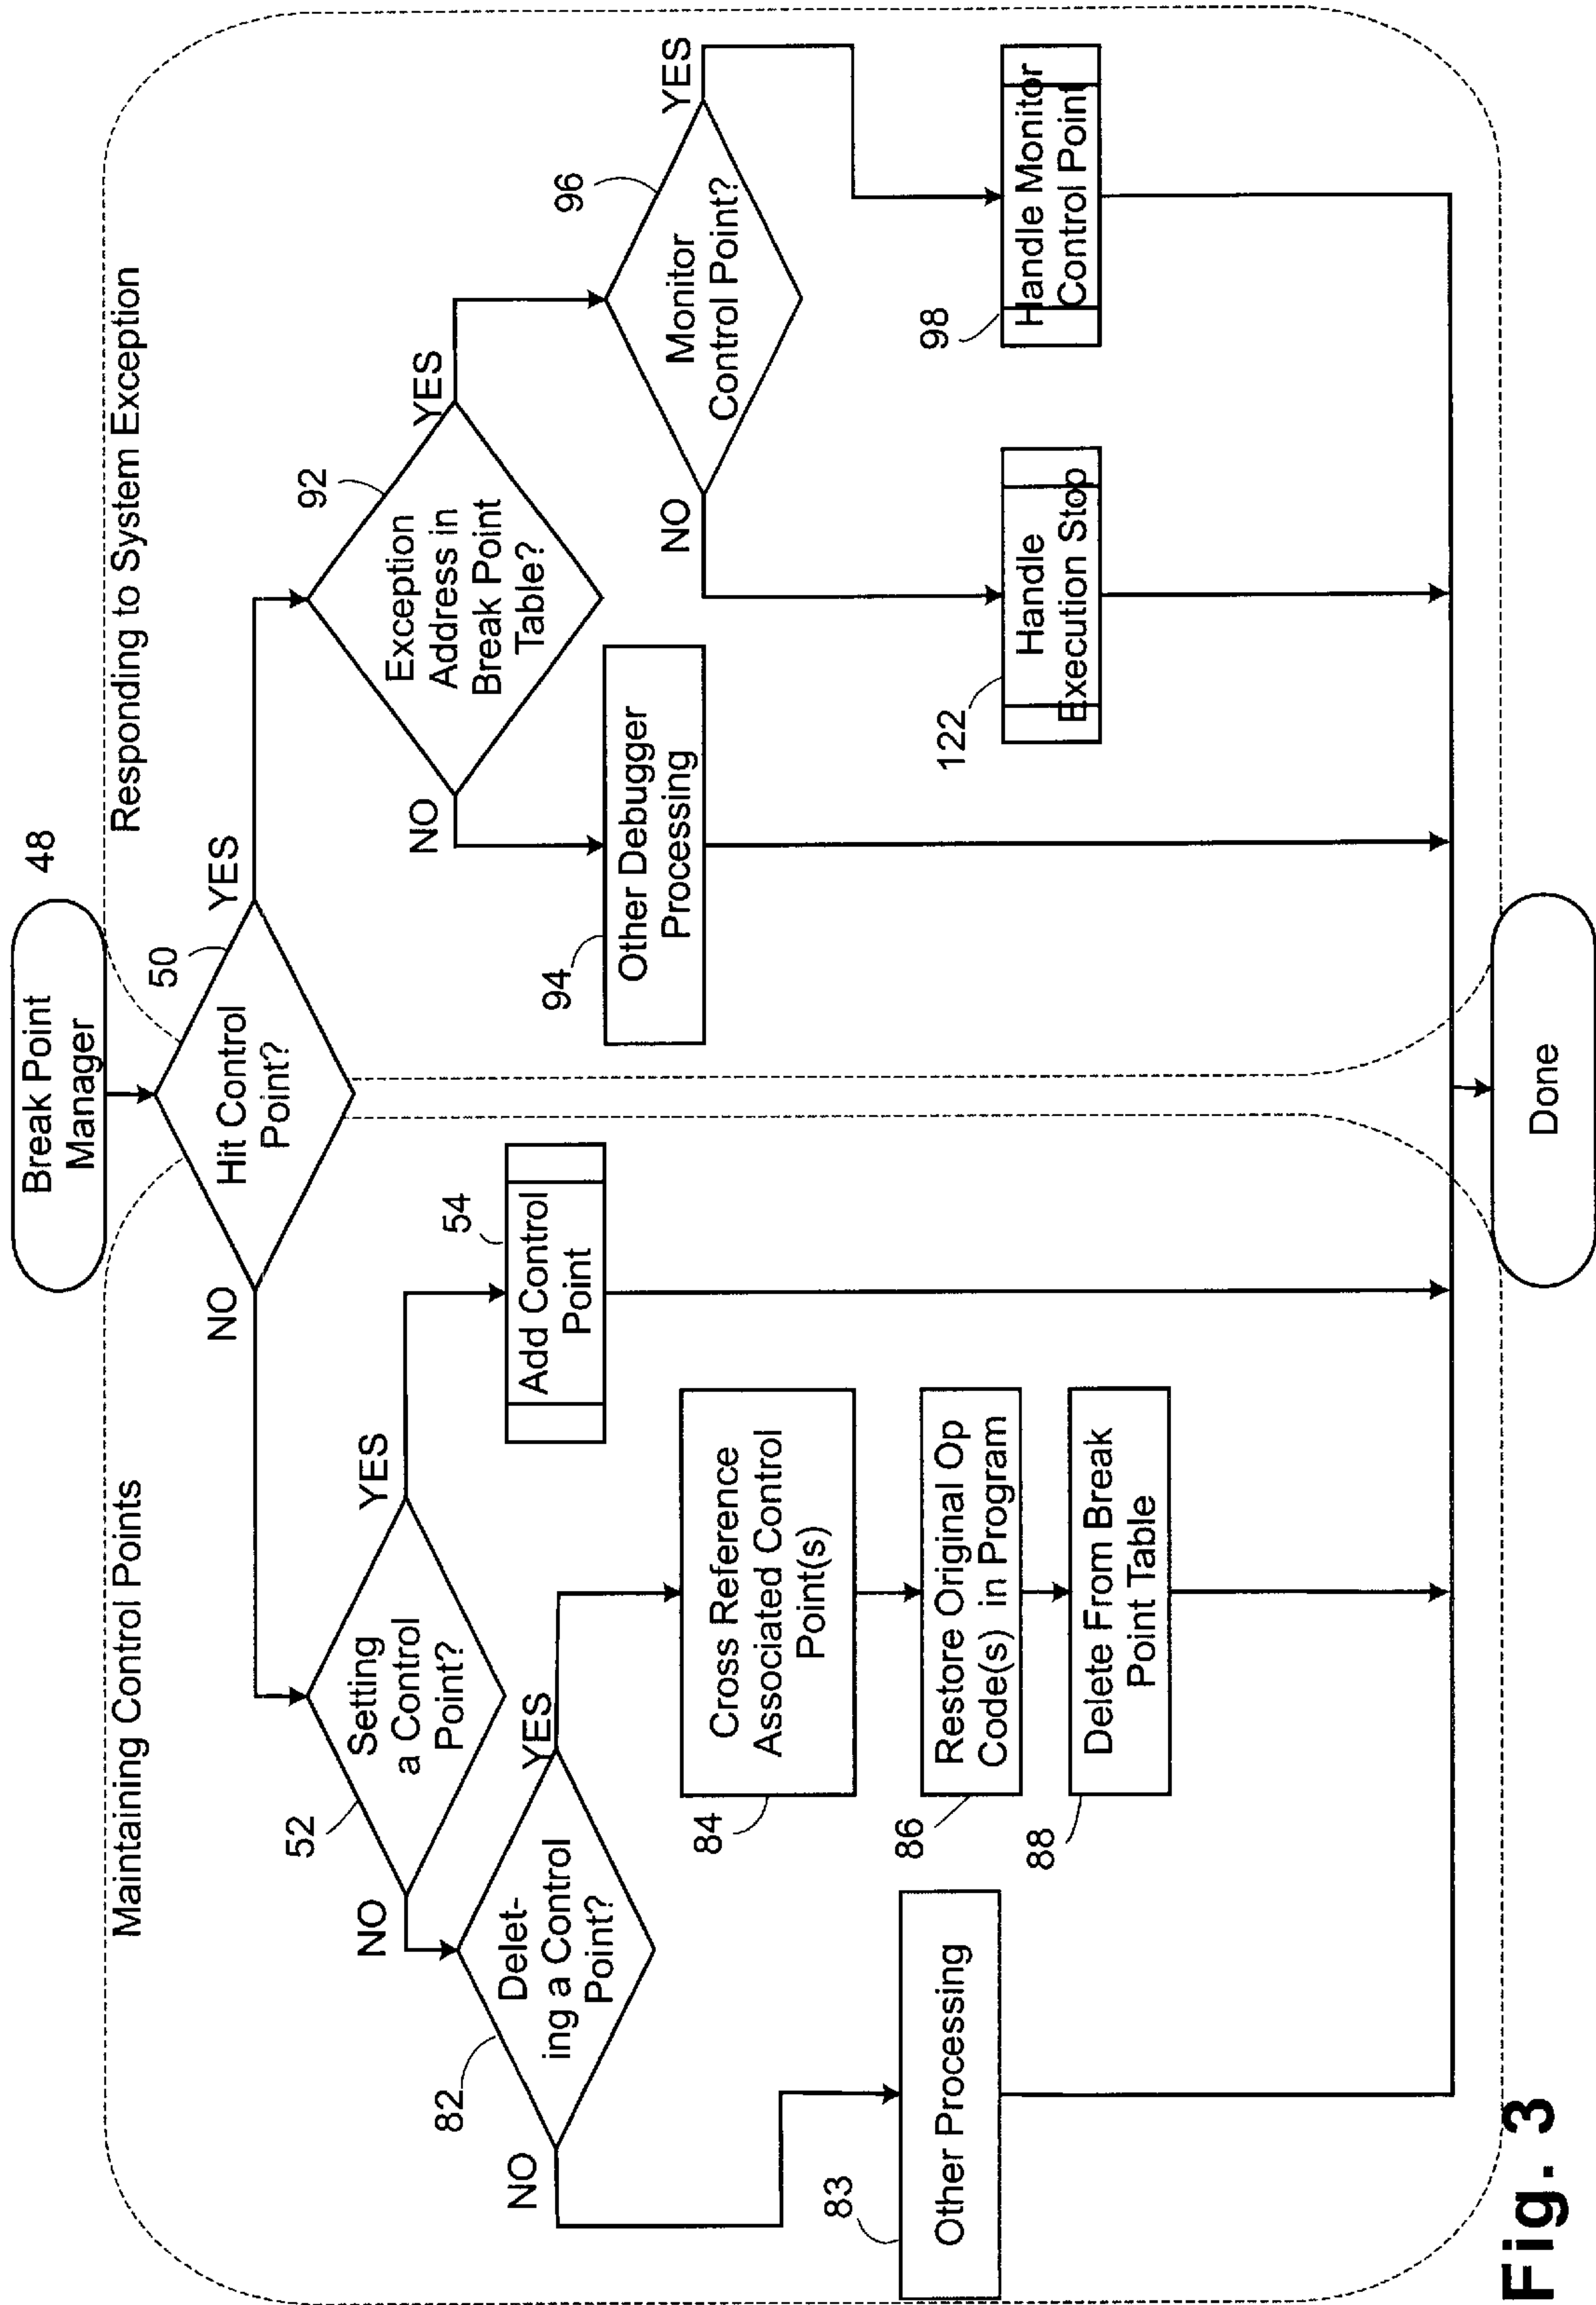 Break Point
Manager
48
Maintaining Control Points
Responding to System Exception
50
Hit Control
Point?
NO
YES
52
Setting
a Control
Point?
NO
YES
92
Exception
Address in
Break Point
Table?
NO
YES
82
Delet-
ing a Control
Point?
NO
YES
54
Add Control
Point
94
Other Debugger
Processing
96
Monitor
Control Point?
NO
YES
84
Cross Reference
Associated Control
Point(s)
83
Other Processing
86
Restore Original Op
Code(s) in Program
88
Delete From Break
Point Table
122
Handle
Execution Stop
98
Handle Monitor
Control Point
Done
Fig. 3